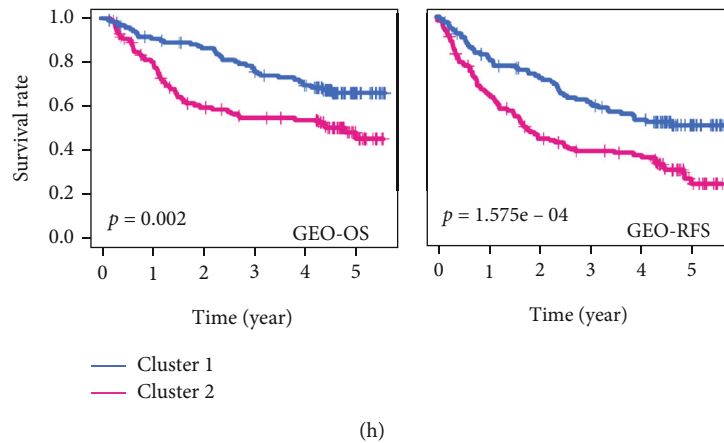 Survival rate
1.0
0.8
0.6
0.4
0.2
0.0
p = 0.002
GEO-OS
0 1 2 3 4 5
Time (year)
p = 1.575e – 04
GEO-RFS
0 1 2 3 4 5
Time (year)
Cluster 1
Cluster 2
(h)